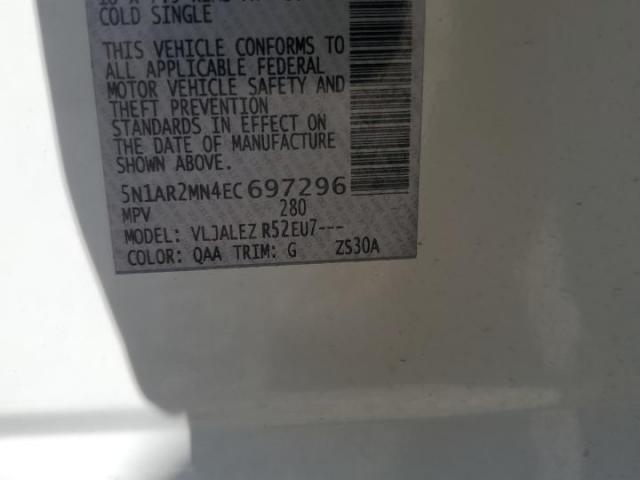 COLD SINGLE
THIS VEHICLE CONFORMS TO
ALL APPLICABLE FEDERAL
MOTOR VEHICLE SAFETY AND
THEFT PREVENTION
STANDARDS IN EFFECT ON
THE DATE OF MANUFACTURE
SHOWN ABOVE.
5N1AR2MN4EC697296
MPV 280
MODEL: VLJALEZ R52EU7---
COLOR: QAA TRIM: G ZS30A